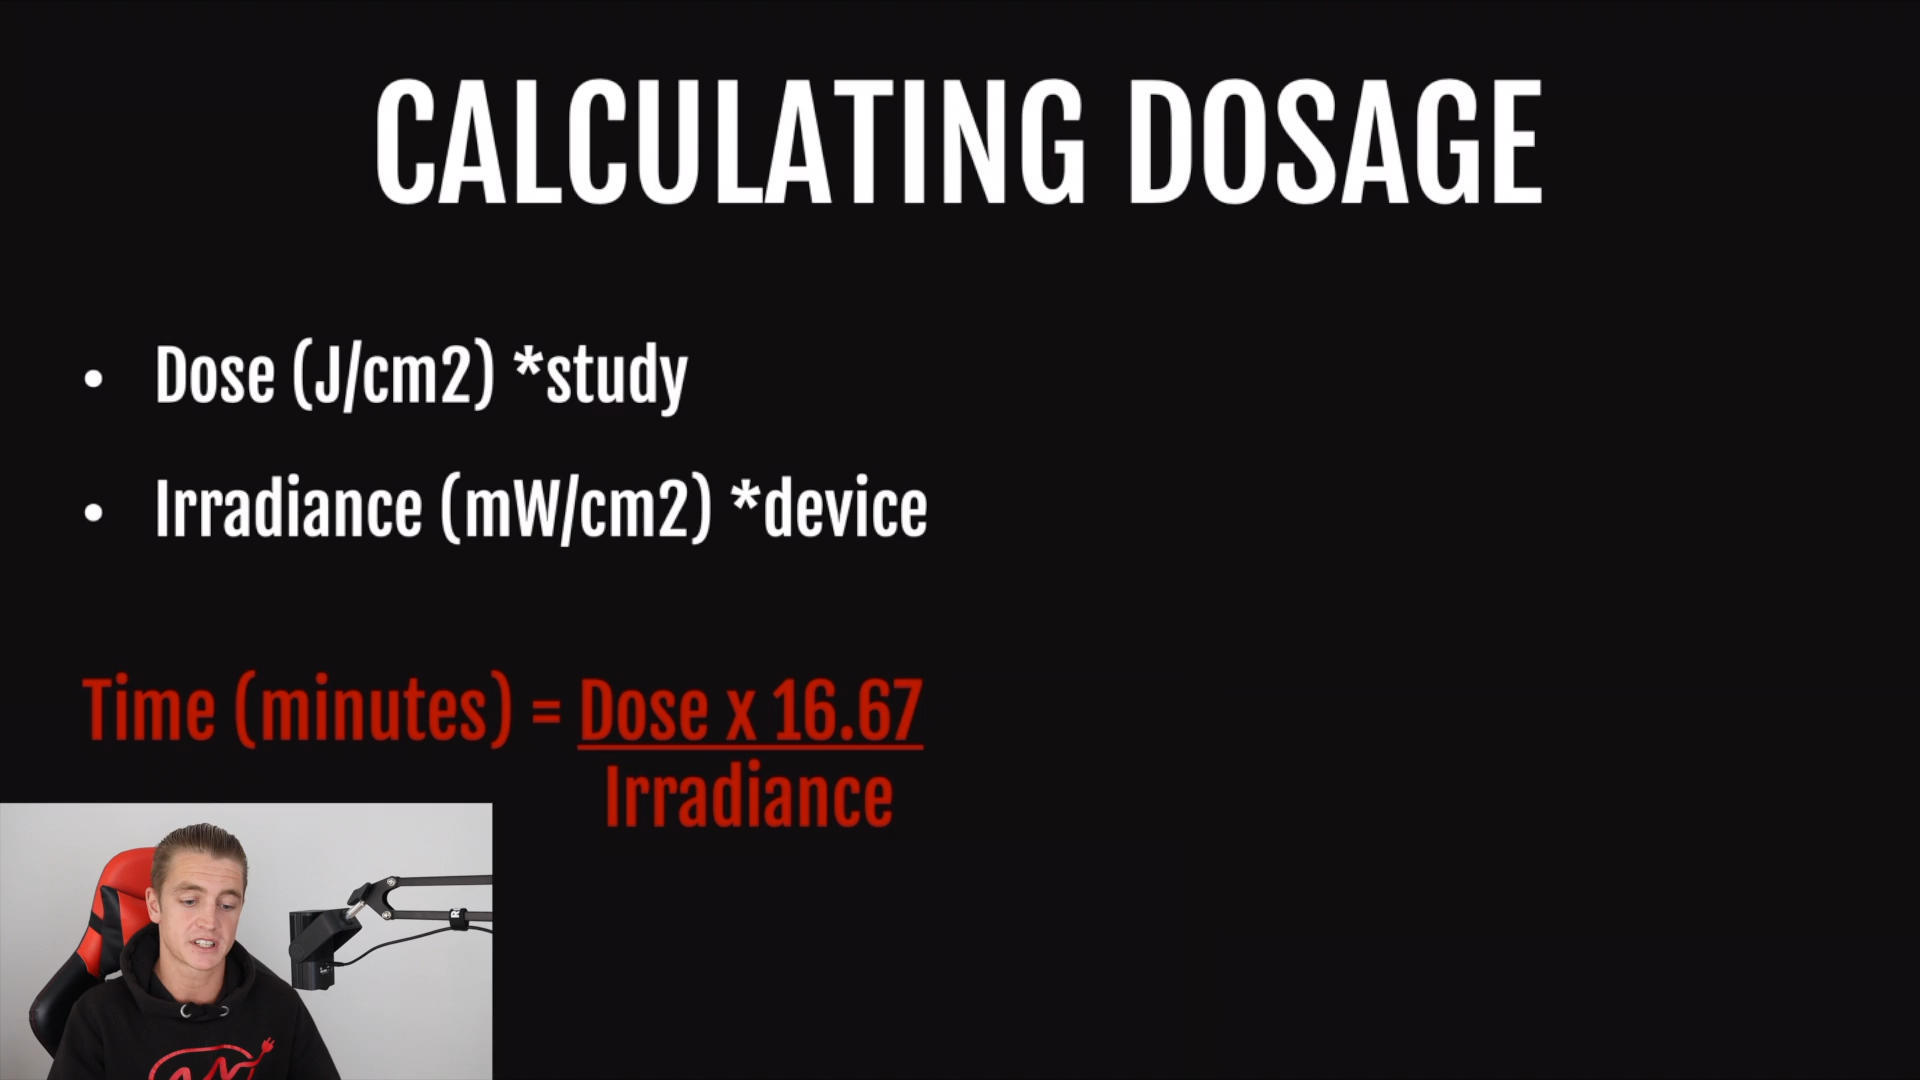 CALCULATING DOSAGE
• Dose (J/cm2) *study
• Irradiance (mW/cm2) *device
Time (minutes) = Dose x 16.67
Irradiance
R